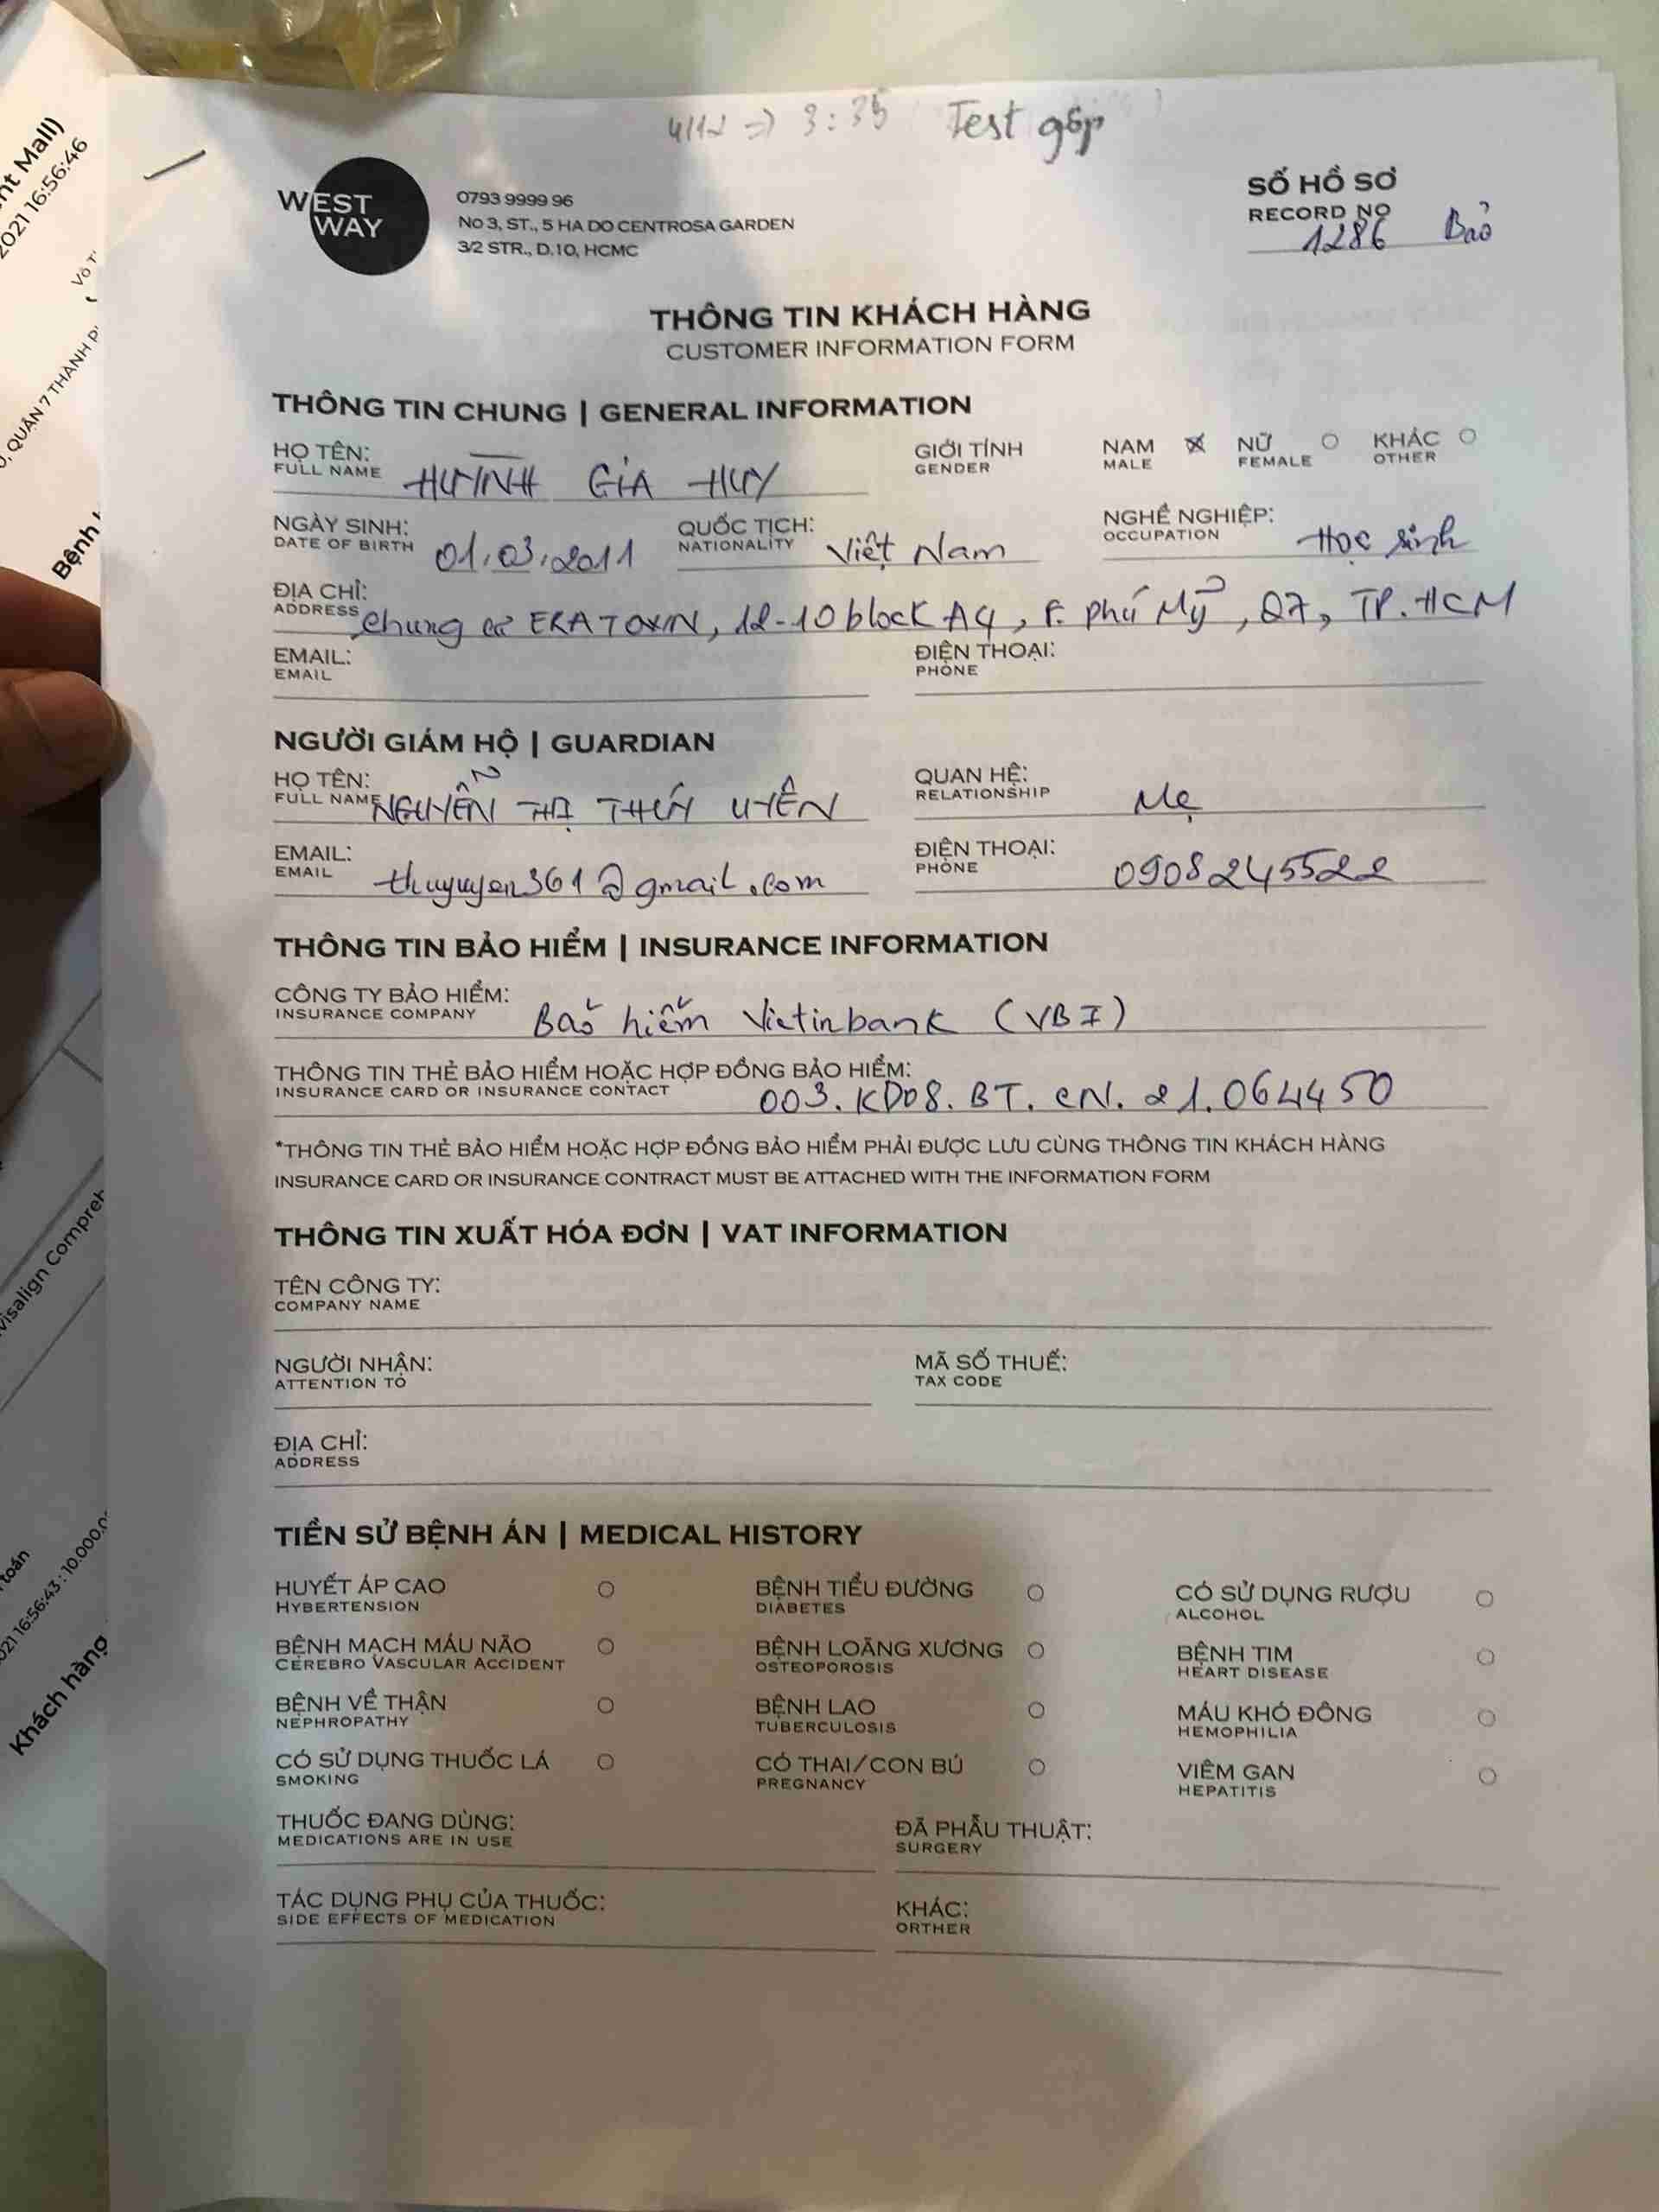 4/12 => 3:35 Test gộp
WEST WAY
0793 9999 96
No 3, ST., 5 HA DO CENTROSA GARDEN
3/2 STR., D.10, HCMC
SỐ HỒ SƠ
RECORD NO
1286 Bảo
THÔNG TIN KHÁCH HÀNG
CUSTOMER INFORMATION FORM
THÔNG TIN CHUNG | GENERAL INFORMATION
HỌ TÊN: GIỚI TÍNH NAM NỮ KHÁC
FULL NAME HUỲNH GIA HUY GENDER MALE FEMALE OTHER
NGÀY SINH: QUỐC TỊCH: NGHỀ NGHIỆP:
DATE OF BIRTH 01.03.2011 NATIONALITY Việt Nam OCCUPATION Học sinh
ĐỊA CHỈ:
ADDRESS Chung cư ERATOWN, 12-10 block A4, F. Phú Mỹ, Q7, TP.HCM
EMAIL: ĐIỆN THOẠI:
EMAIL PHONE
NGƯỜI GIÁM HỘ | GUARDIAN
HỌ TÊN: QUAN HỆ:
FULL NAME NGUYỄN THỊ THÚY UYÊN RELATIONSHIP Mẹ
EMAIL: ĐIỆN THOẠI:
EMAIL thuyuyen361@gmail.com PHONE 0908245522
THÔNG TIN BẢO HIỂM | INSURANCE INFORMATION
CÔNG TY BẢO HIỂM:
INSURANCE COMPANY Bảo hiểm Vietinbank (VBI)
THÔNG TIN THẺ BẢO HIỂM HOẶC HỢP ĐỒNG BẢO HIỂM:
INSURANCE CARD OR INSURANCE CONTACT 003.KD08.BT.CN.21.064450
*THÔNG TIN THẺ BẢO HIỂM HOẶC HỢP ĐỒNG BẢO HIỂM PHẢI ĐƯỢC LƯU CÙNG THÔNG TIN KHÁCH HÀNG
INSURANCE CARD OR INSURANCE CONTRACT MUST BE ATTACHED WITH THE INFORMATION FORM
THÔNG TIN XUẤT HÓA ĐƠN | VAT INFORMATION
TÊN CÔNG TY:
COMPANY NAME
NGƯỜI NHẬN: MÃ SỐ THUẾ:
ATTENTION TO TAX CODE
ĐỊA CHỈ:
ADDRESS
TIỀN SỬ BỆNH ÁN | MEDICAL HISTORY
HUYẾT ÁP CAO BỆNH TIỂU ĐƯỜNG CÓ SỬ DỤNG RƯỢU
HYBERTENSION DIABETES ALCOHOL
BỆNH MẠCH MÁU NÃO BỆNH LOÃNG XƯƠNG BỆNH TIM
CEREBRO VASCULAR ACCIDENT OSTEOPOROSIS HEART DISEASE
BỆNH VỀ THẬN BỆNH LAO MÁU KHÓ ĐÔNG
NEPHROPATHY TUBERCULOSIS HEMOPHILIA
CÓ SỬ DỤNG THUỐC LÁ CÓ THAI/CON BÚ VIÊM GAN
SMOKING PREGNANCY HEPATITIS
THUỐC ĐANG DÙNG: ĐÃ PHẪU THUẬT:
MEDICATIONS ARE IN USE SURGERY
TÁC DỤNG PHỤ CỦA THUỐC: KHÁC:
SIDE EFFECTS OF MEDICATION ORTHER
nt Mall)
2021 16:56:46
QUẬN 7 THÀNH P
Bệnh
visalign Compreh
toán
021 16:56:43 : 10.000.0
Khách hàng